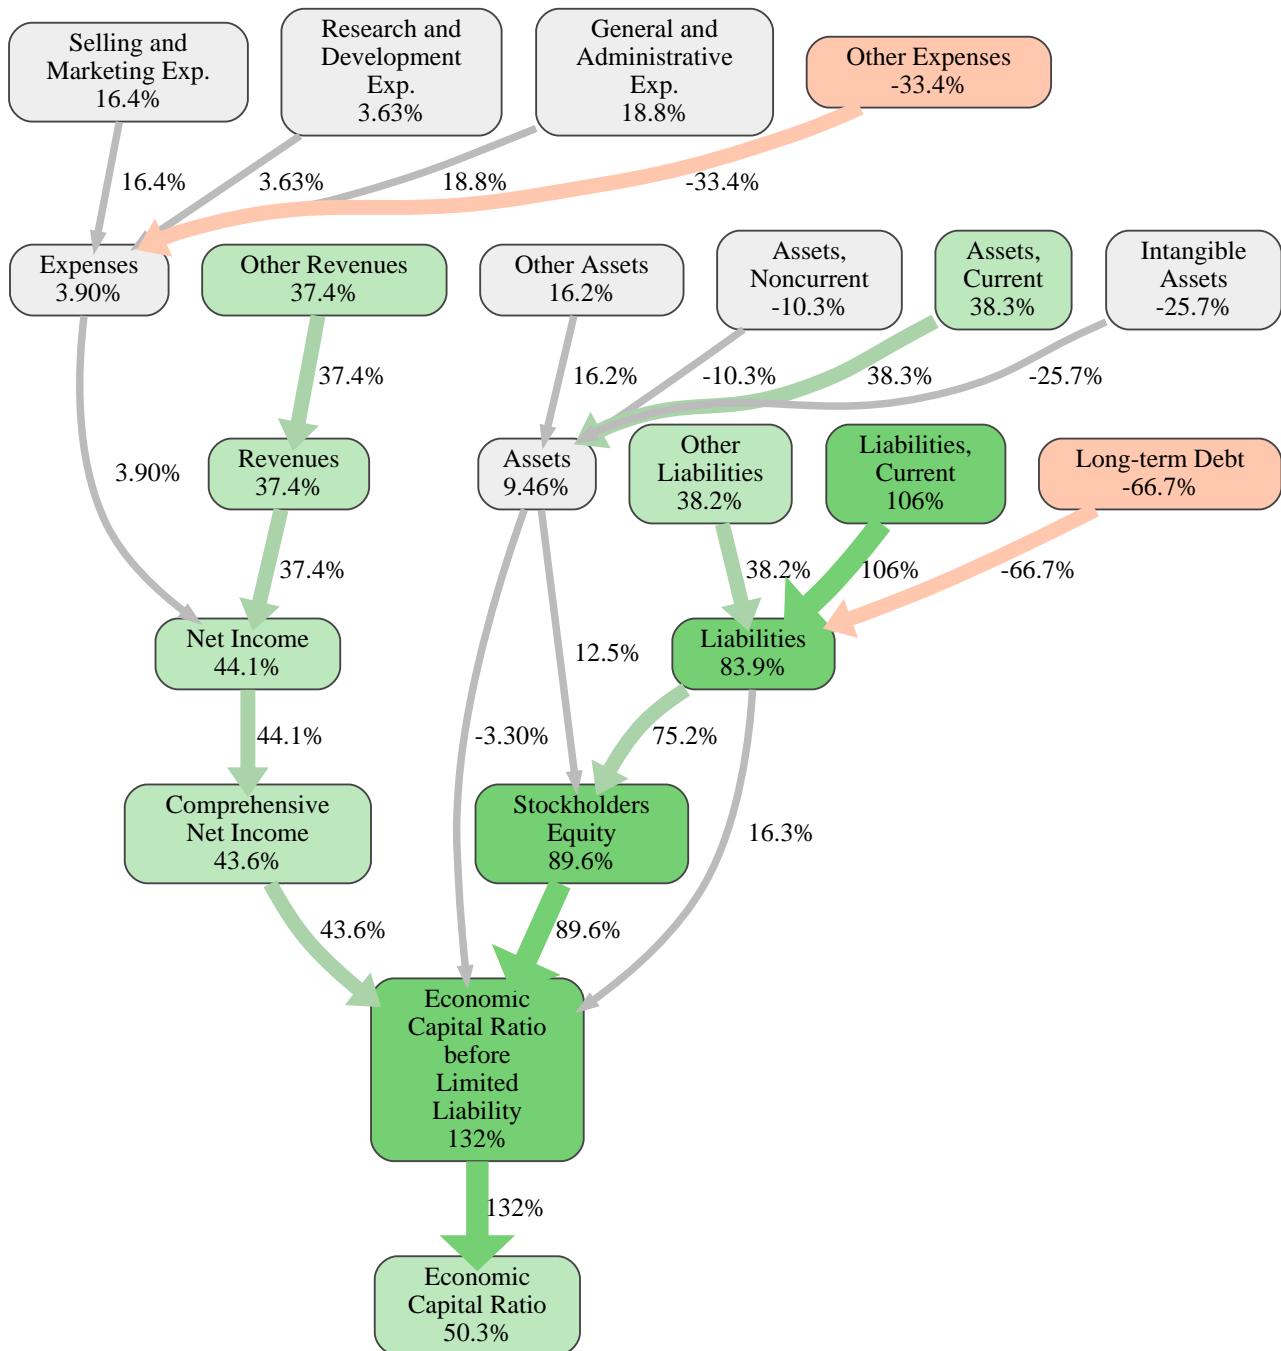 Selling and
Marketing Exp.
16.4%
Research and
Development
Exp.
3.63%
General and
Administrative
Exp.
18.8%
Other Expenses
-33.4%
16.4%
3.63%
18.8%
-33.4%
Expenses
3.90%
Other Revenues
37.4%
Other Assets
16.2%
Assets,
Noncurrent
-10.3%
Assets,
Current
38.3%
Intangible
Assets
-25.7%
37.4%
16.2%
-10.3%
38.3%
-25.7%
3.90%
Revenues
37.4%
Assets
9.46%
Other
Liabilities
38.2%
Liabilities,
Current
106%
Long-term Debt
-66.7%
37.4%
38.2%
106%
-66.7%
Net Income
44.1%
12.5%
Liabilities
83.9%
44.1%
-3.30%
75.2%
Comprehensive
Net Income
43.6%
Stockholders
Equity
89.6%
16.3%
43.6%
89.6%
Economic
Capital Ratio
before
Limited
Liability
132%
132%
Economic
Capital Ratio
50.3%